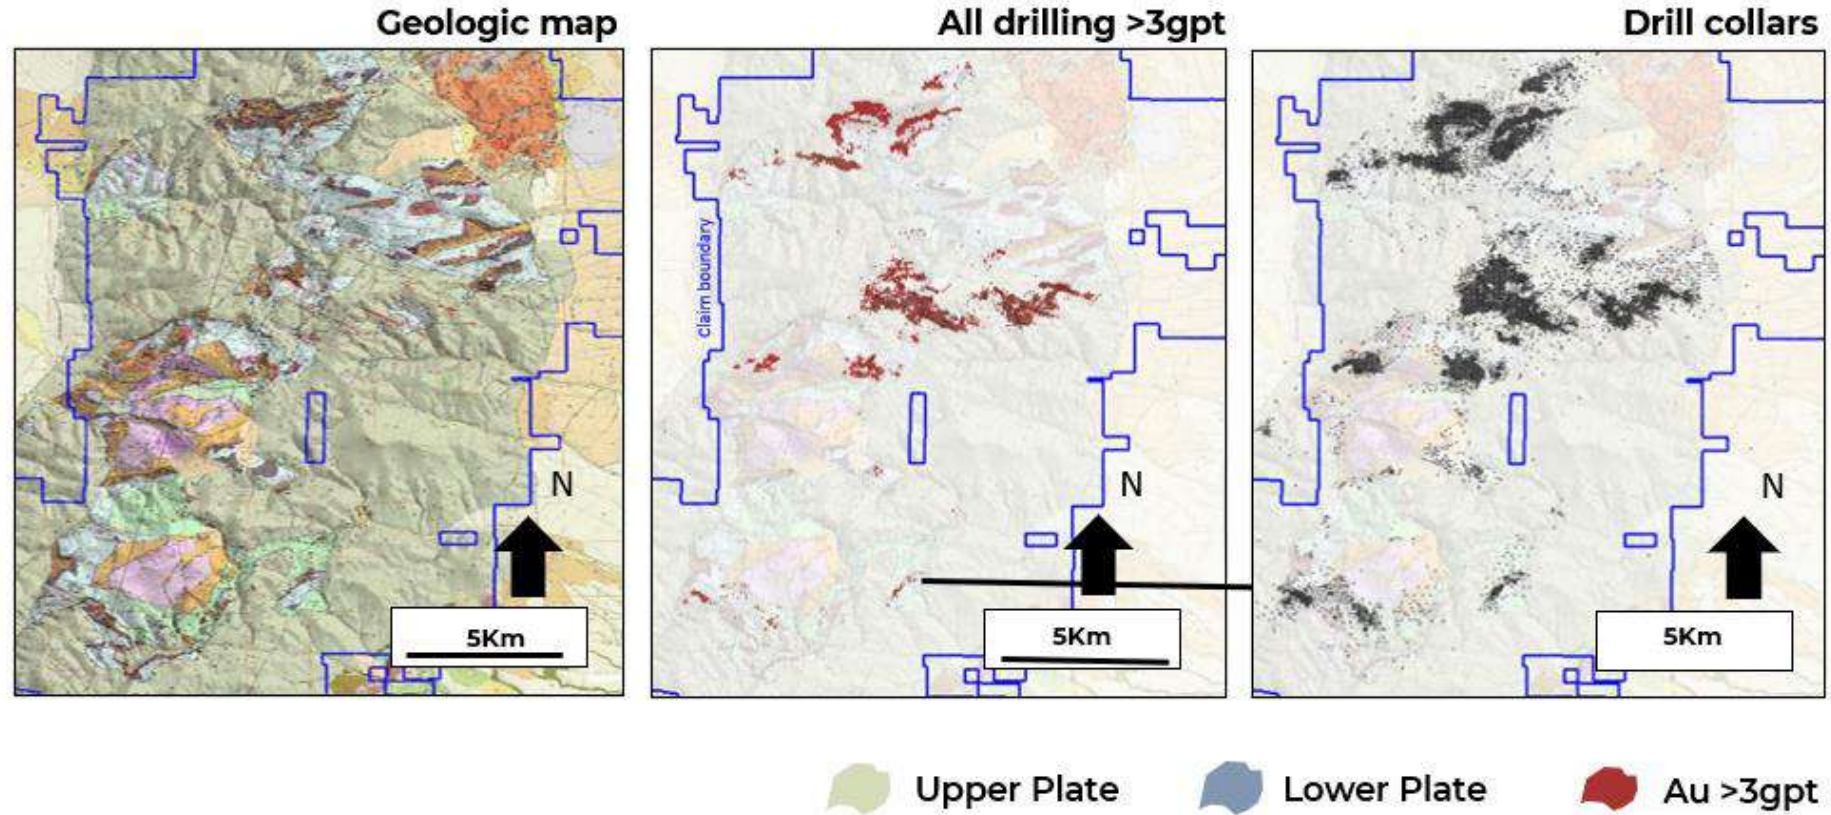 Geologic map
All drilling >3gpt
Drill collars
Claim boundary
N
N
N
5Km
5Km
5Km
Upper Plate
Lower Plate
Au >3gpt